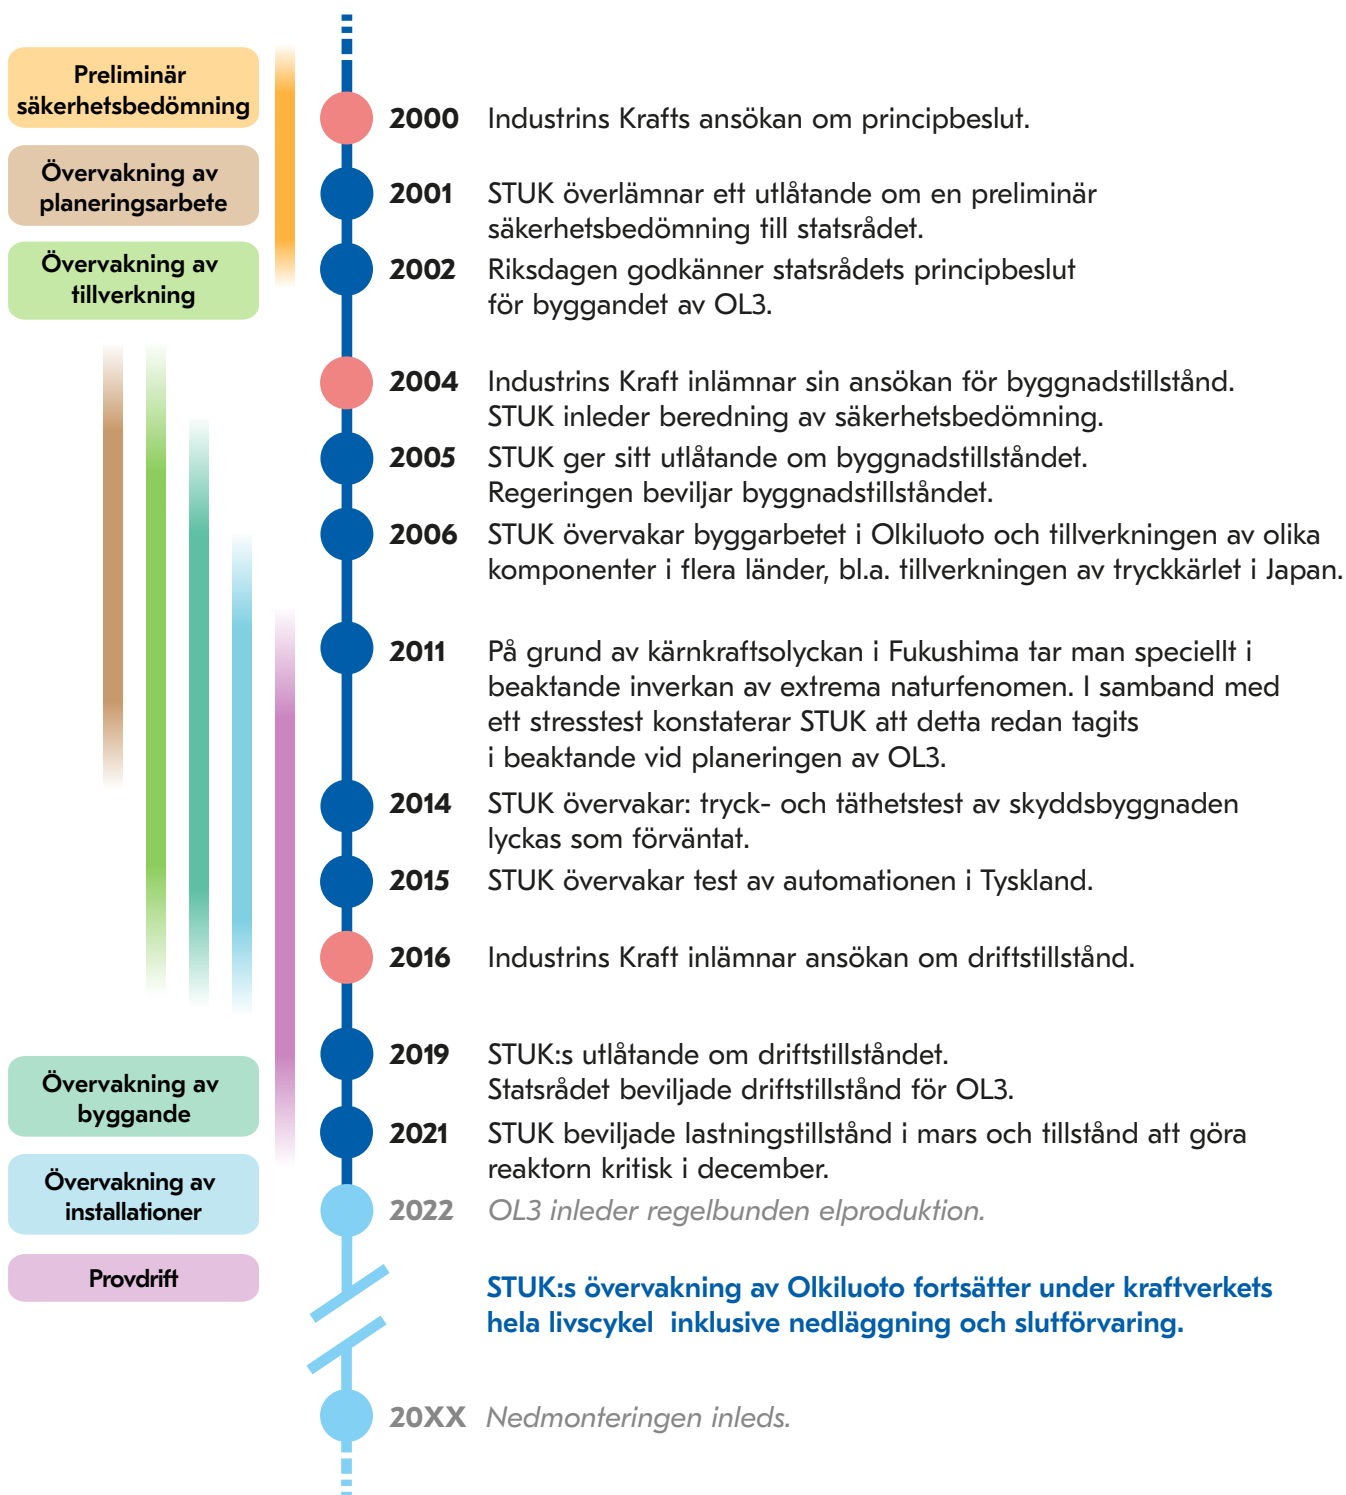 Preliminär
säkerhetsbedömning
Övervakning av
planeringsarbete
Övervakning av
tillverkning
2000 Industrins Krafts ansökan om principbeslut.
2001 STUK överlämnar ett utlåtande om en preliminär
säkerhetsbedömning till statsrådet.
2002 Riksdagen godkänner statsrådets principbeslut
för byggandet av OL3.
2004 Industrins Kraft inlämnar sin ansökan för byggnadstillstånd.
STUK inleder beredning av säkerhetsbedömning.
2005 STUK ger sitt utlåtande om byggnadstillståndet.
Regeringen beviljar byggnadstillståndet.
2006 STUK övervakar byggarbetet i Olkiluoto och tillverkningen av olika
komponenter i flera länder, bl.a. tillverkningen av tryckkärlet i Japan.
2011 På grund av kärnkraftsolyckan i Fukushima tar man speciellt i
beaktande inverkan av extrema naturfenomen. I samband med
ett stresstest konstaterar STUK att detta redan tagits
i beaktande vid planeringen av OL3.
2014 STUK övervakar: tryck- och täthetstest av skyddsbyggnaden
lyckas som förväntat.
2015 STUK övervakar test av automationen i Tyskland.
2016 Industrins Kraft inlämnar ansökan om driftstillstånd.
2019 STUK:s utlåtande om driftstillståndet.
Statsrådet beviljade driftstillstånd för OL3.
2021 STUK beviljade lastningstillstånd i mars och tillstånd att göra
reaktorn kritisk i december.
2022 OL3 inleder regelbunden elproduktion.
Övervakning av
byggande
Övervakning av
installationer
Provdrift
STUK:s övervakning av Olkiluoto fortsätter under kraftverkets
hela livscykel inklusive nedläggning och slutförvaring.
20XX Nedmonteringen inleds.